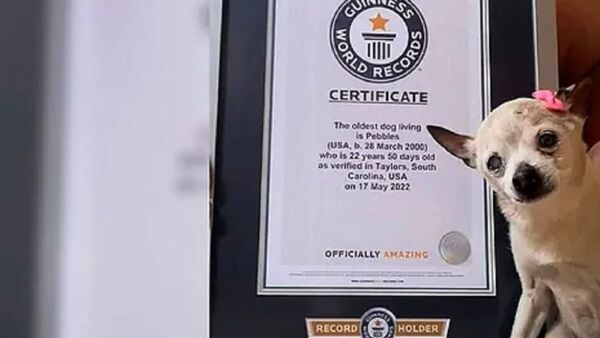 GUINNESS
WORLD RECORDS
CERTIFICATE
The oldest dog living
is Pebbles
(USA, b. 28 March 2000)
who is 22 years 50 days old
as verified in Taylors, South
Carolina, USA
on 17 May 2022
OFFICIALLY AMAZING
RECORD HOLDER